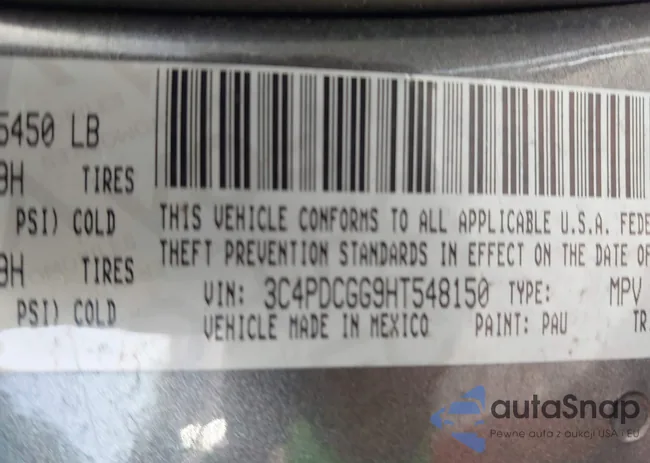 5450 LB
9H TIRES
PSI) COLD
9H TIRES
PSI) COLD
THIS VEHICLE CONFORMS TO ALL APPLICABLE U.S.A. FEDE
THEFT PREVENTION STANDARDS IN EFFECT ON THE DATE OF
VIN: 3C4PDCGG9HT548150 TYPE: MPV
VEHICLE MADE IN MEXICO PAINT: PAU TR
autaSnap
Pewne auta z aukcji USA i EU